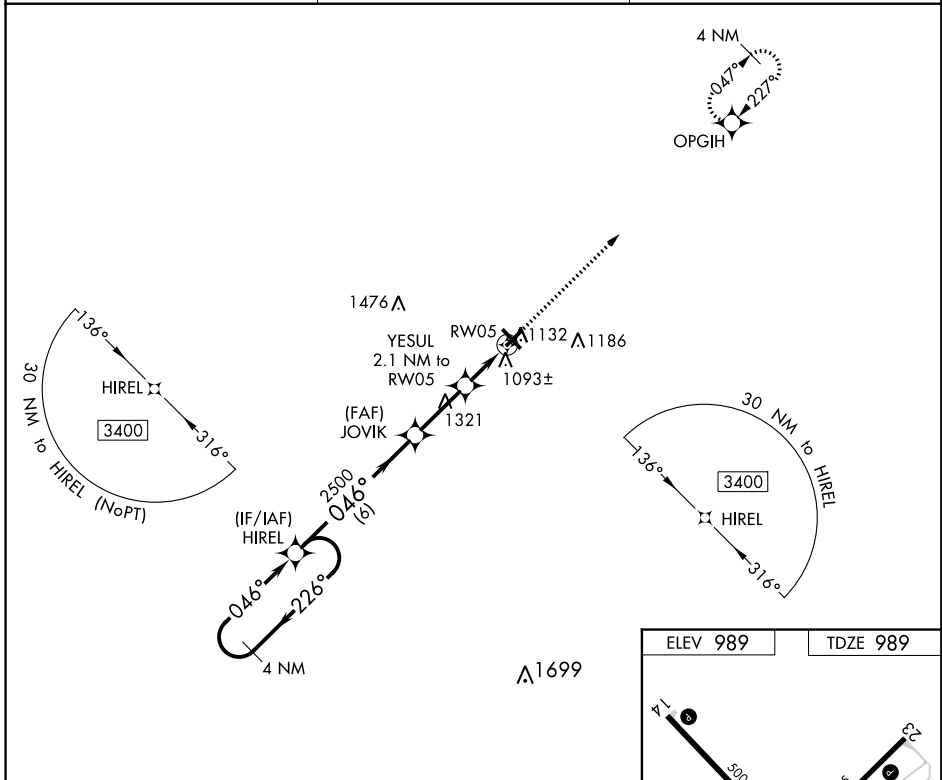 4 NM
047°
227°
OPGIH
1476
YESUL
2.1 NM to
RW05
RW05
1132
1186
1093±
1321
(FAF)
JOVIK
136°
HIREL
3400
316°
30 NM to HIREL (NoPT)
2500
046°
(6)
(IF/IAF)
HIREL
046°
226°
4 NM
30 NM to HIREL
136°
3400
HIREL
316°
1699
ELEV 989
TDZE 989
14
P
23
P
500